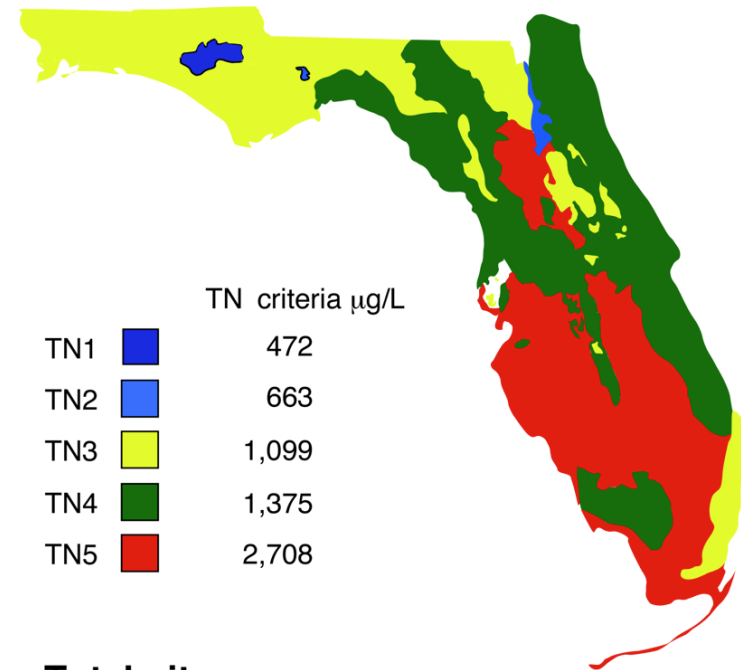 TN criteria μg/L
TN1 472
TN2 663
TN3 1,099
TN4 1,375
TN5 2,708